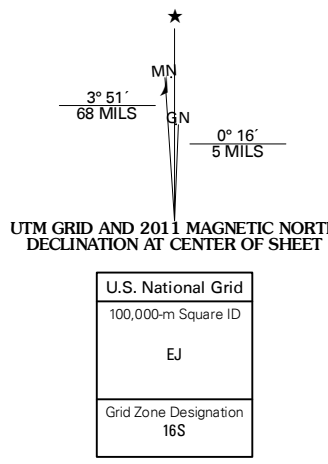 ★
MN
3° 51´
68 MILS
GN
0° 16´
5 MILS
UTM GRID AND 2011 MAGNETIC NORT
DECLINATION AT CENTER OF SHEET
U.S. National Grid
100,000-m Square ID
EJ
Grid Zone Designation
16S